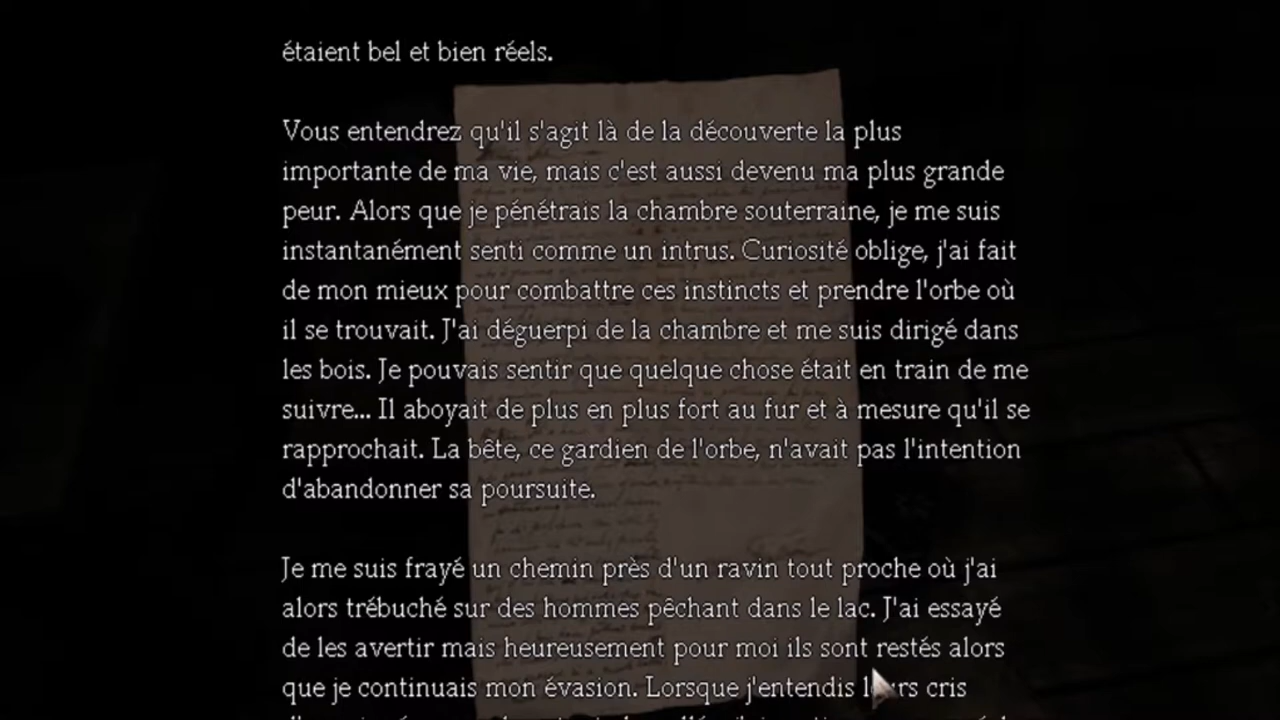 étaient bel et bien réels.
Vous entendrez qu'il s'agit là de la découverte la plus
importante de ma vie, mais c'est aussi devenu ma plus grande
peur. Alors que je pénétrais la chambre souterraine, je me suis
instantanément senti comme un intrus. Curiosité oblige, j'ai fait
de mon mieux pour combattre ces instincts et prendre l'orbe où
il se trouvait. J'ai déguerpi de la chambre et me suis dirigé dans
les bois. Je pouvais sentir que quelque chose était en train de me
suivre... Il aboyait de plus en plus fort au fur et à mesure qu'il se
rapprochait. La bête, ce gardien de l'orbe, n'avait pas l'intention
d'abandonner sa poursuite.
Je me suis frayé un chemin près d'un ravin tout proche où j'ai
alors trébuché sur des hommes pêchant dans le lac. J'ai essayé
de les avertir mais heureusement pour moi ils sont restés alors
que je continuais mon évasion. Lorsque j'entendis leurs cris